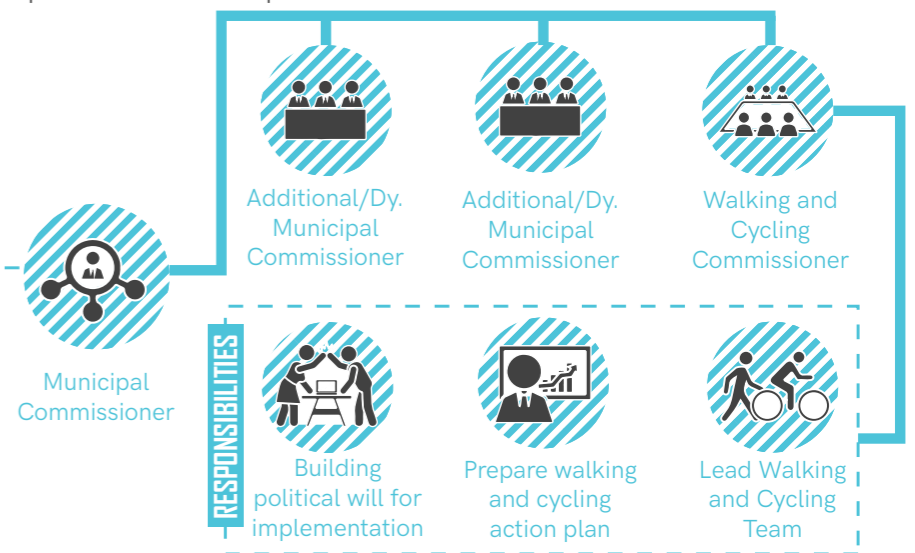 Additional/Dy.
Municipal
Commissioner
Additional/Dy.
Municipal
Commissioner
Walking and
Cycling
Commissioner
Municipal
Commissioner
RESPONSIBILITIES
Building
political will for
implementation
Prepare walking
and cycling
action plan
Lead Walking
and Cycling
Team